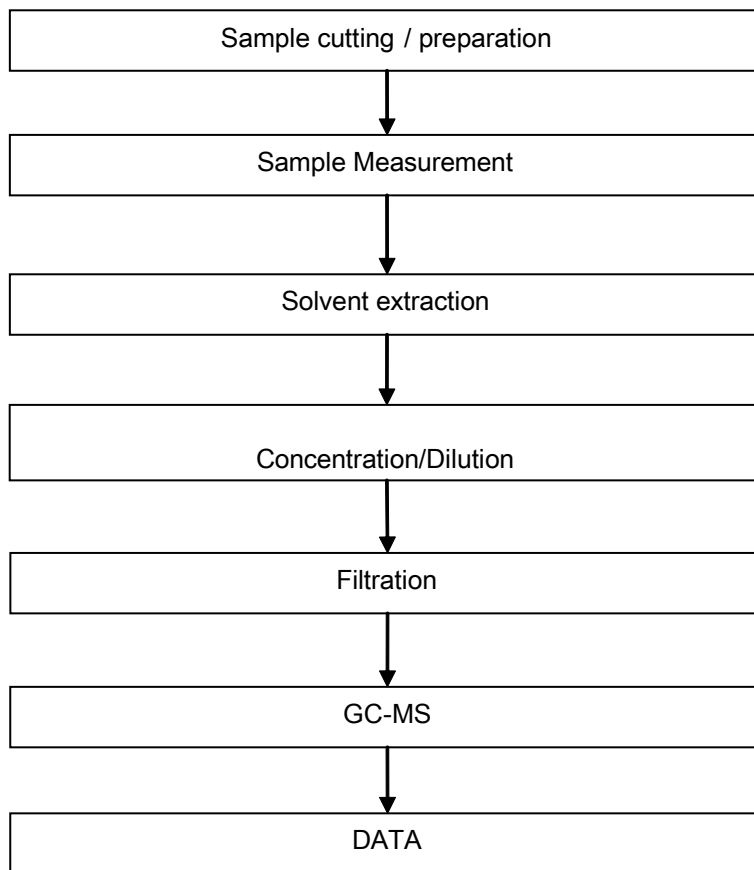 Sample cutting / preparation
Sample Measurement
Solvent extraction
Concentration/Dilution
Filtration
GC-MS
DATA